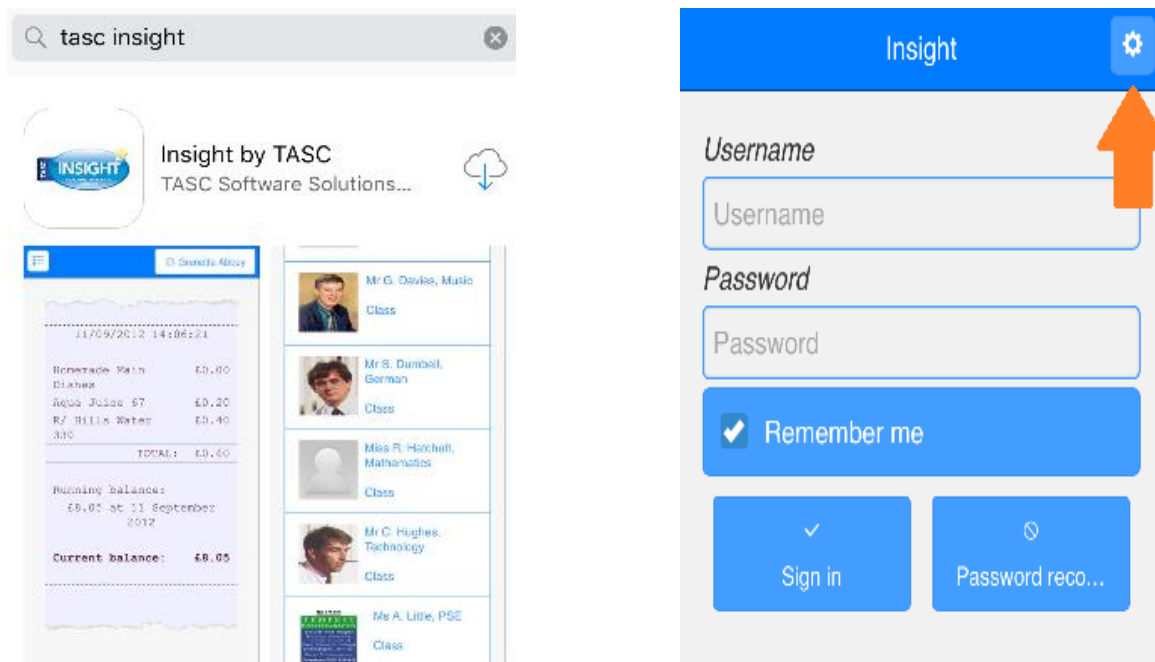 tasc insight
INSIGHT
Insight by TASC
TASC Software Solutions...
11/09/2012 14:06:21
Homemade Main £0.00
Dishes
Aqua Juice 67 £0.20
R/ Hills Water £0.40
330
TOTAL: £0.60
Running balance:
£8.05 at 11 September
2012
Current balance: £8.05
Mr G. Davies, Music
Class
Mr S. Dumbell,
German
Class
Miss R. Hatchett,
Mathematics
Class
Mr C. Hughes,
Technology
Class
Ms A. Little, PSE
Class
Insight
Username
Username
Password
Password
Remember me
Sign in
Password reco...